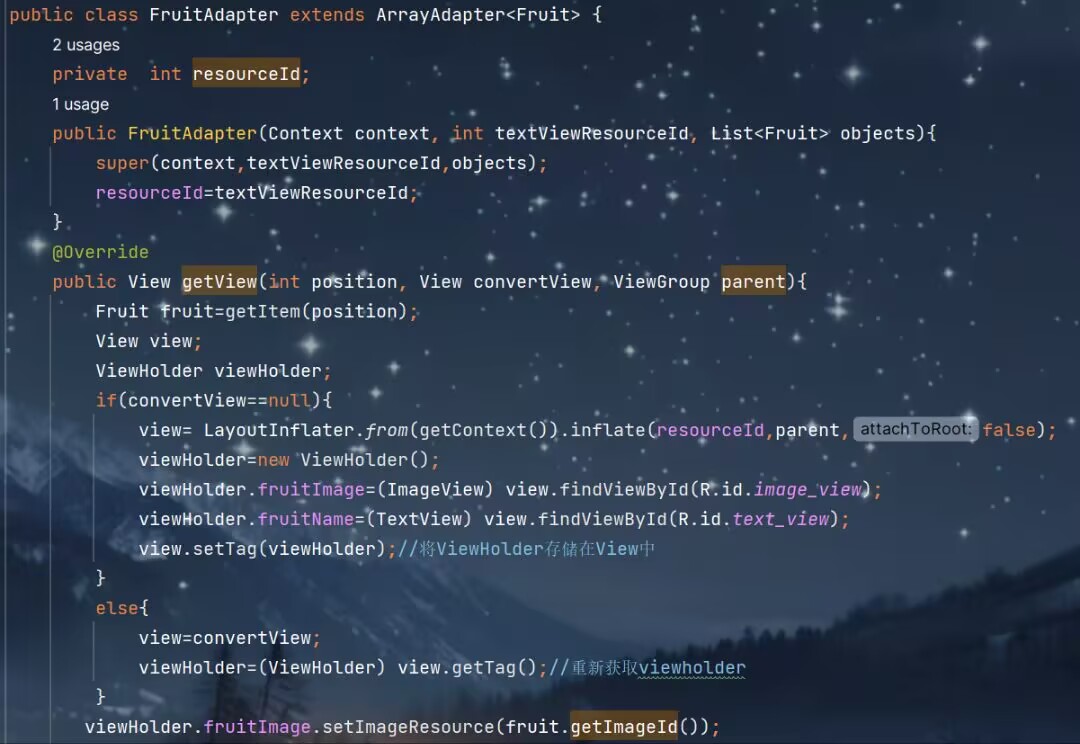 public class FruitAdapter extends ArrayAdapter<Fruit> {
2 usages
private  int resourceId;
1 usage
public FruitAdapter(Context context, int textViewResourceId, List<Fruit> objects){
super(context,textViewResourceId,objects);
resourceId=textViewResourceId;
}
@Override
public View getView(int position, View convertView, ViewGroup parent){
Fruit fruit=getItem(position);
View view;
ViewHolder viewHolder;
if(convertView==null){
view= LayoutInflater.from(getContext()).inflate(resourceId,parent, attachToRoot: false);
viewHolder=new ViewHolder();
viewHolder.fruitImage=(ImageView) view.findViewById(R.id.image_view);
viewHolder.fruitName=(TextView) view.findViewById(R.id.text_view);
view.setTag(viewHolder);//将ViewHolder存储在View中
}
else{
view=convertView;
viewHolder=(ViewHolder) view.getTag();//重新获取viewholder
}
viewHolder.fruitImage.setImageResource(fruit.getImageId());